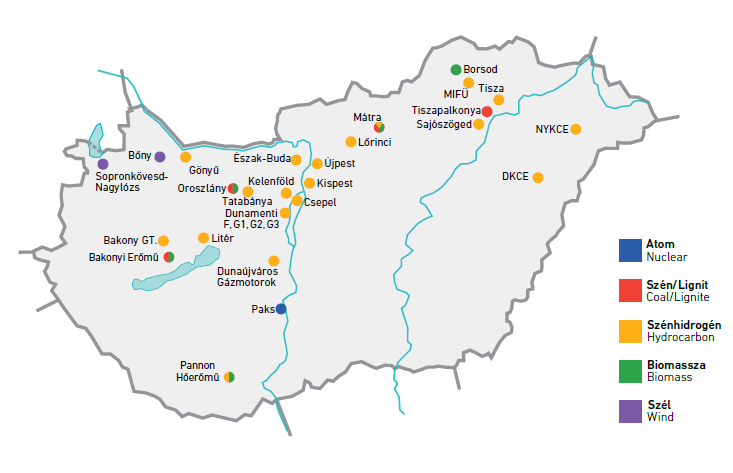 Borsod
MIFŰ
Tisza
Tiszapalkonya
Sajószöged
Mátra
Lőrinci
NYKCE
DKCE
Bőny
Gönyű
Sopronkövesd-
Nagylózs
Észak-Buda
Újpest
Kelenföld
Kispest
Oroszlány
Tatabánya
Csepel
Dunamenti
F, G1, G2, G3
Bakony GT.
Litér
Bakonyi Erőmű
Dunaújváros
Gázmotorok
Paks
Pannon
Hőerőmű
Atom
Nuclear
Szén/Lignit
Coal/Lignite
Szénhidrogén
Hydrocarbon
Biomassza
Biomass
Szél
Wind